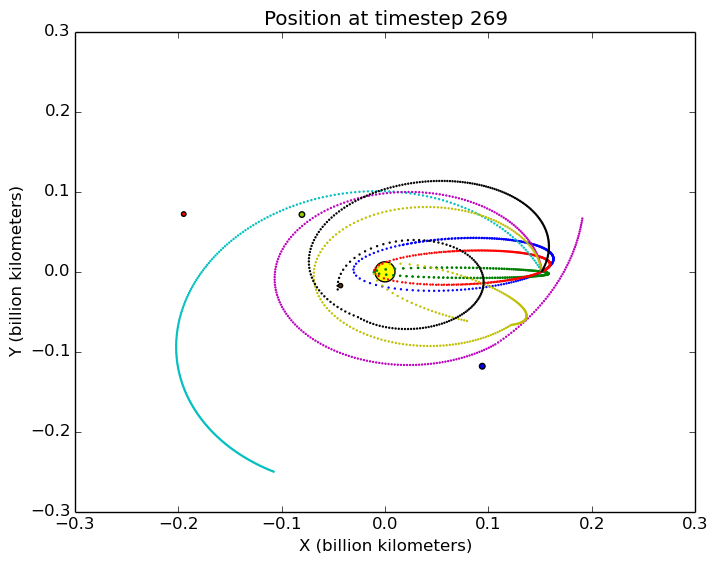 Position at timestep 269
0.3
0.2
0.1
0.0
−0.1
−0.2
−0.3
Y (billion kilometers)
−0.3 −0.2 −0.1 0.0 0.1 0.2 0.3
X (billion kilometers)